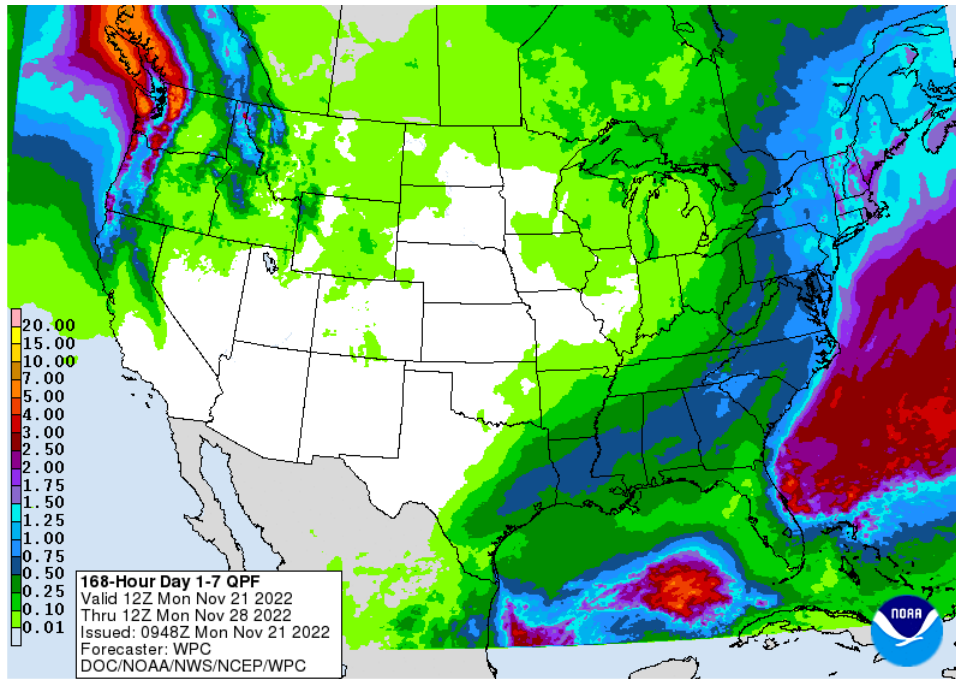 20.00
15.00
10.00
7.00
5.00
4.00
3.00
2.50
2.00
1.75
1.50
1.25
1.00
0.75
0.50
0.25
0.10
0.01
168-Hour Day 1-7 QPF
Valid 12Z Mon Nov 21 2022
Thru 12Z Mon Nov 28 2022
Issued: 0948Z Mon Nov 21 2022
Forecaster: WPC
DOC/NOAA/NWS/NCEP/WPC
NOAA